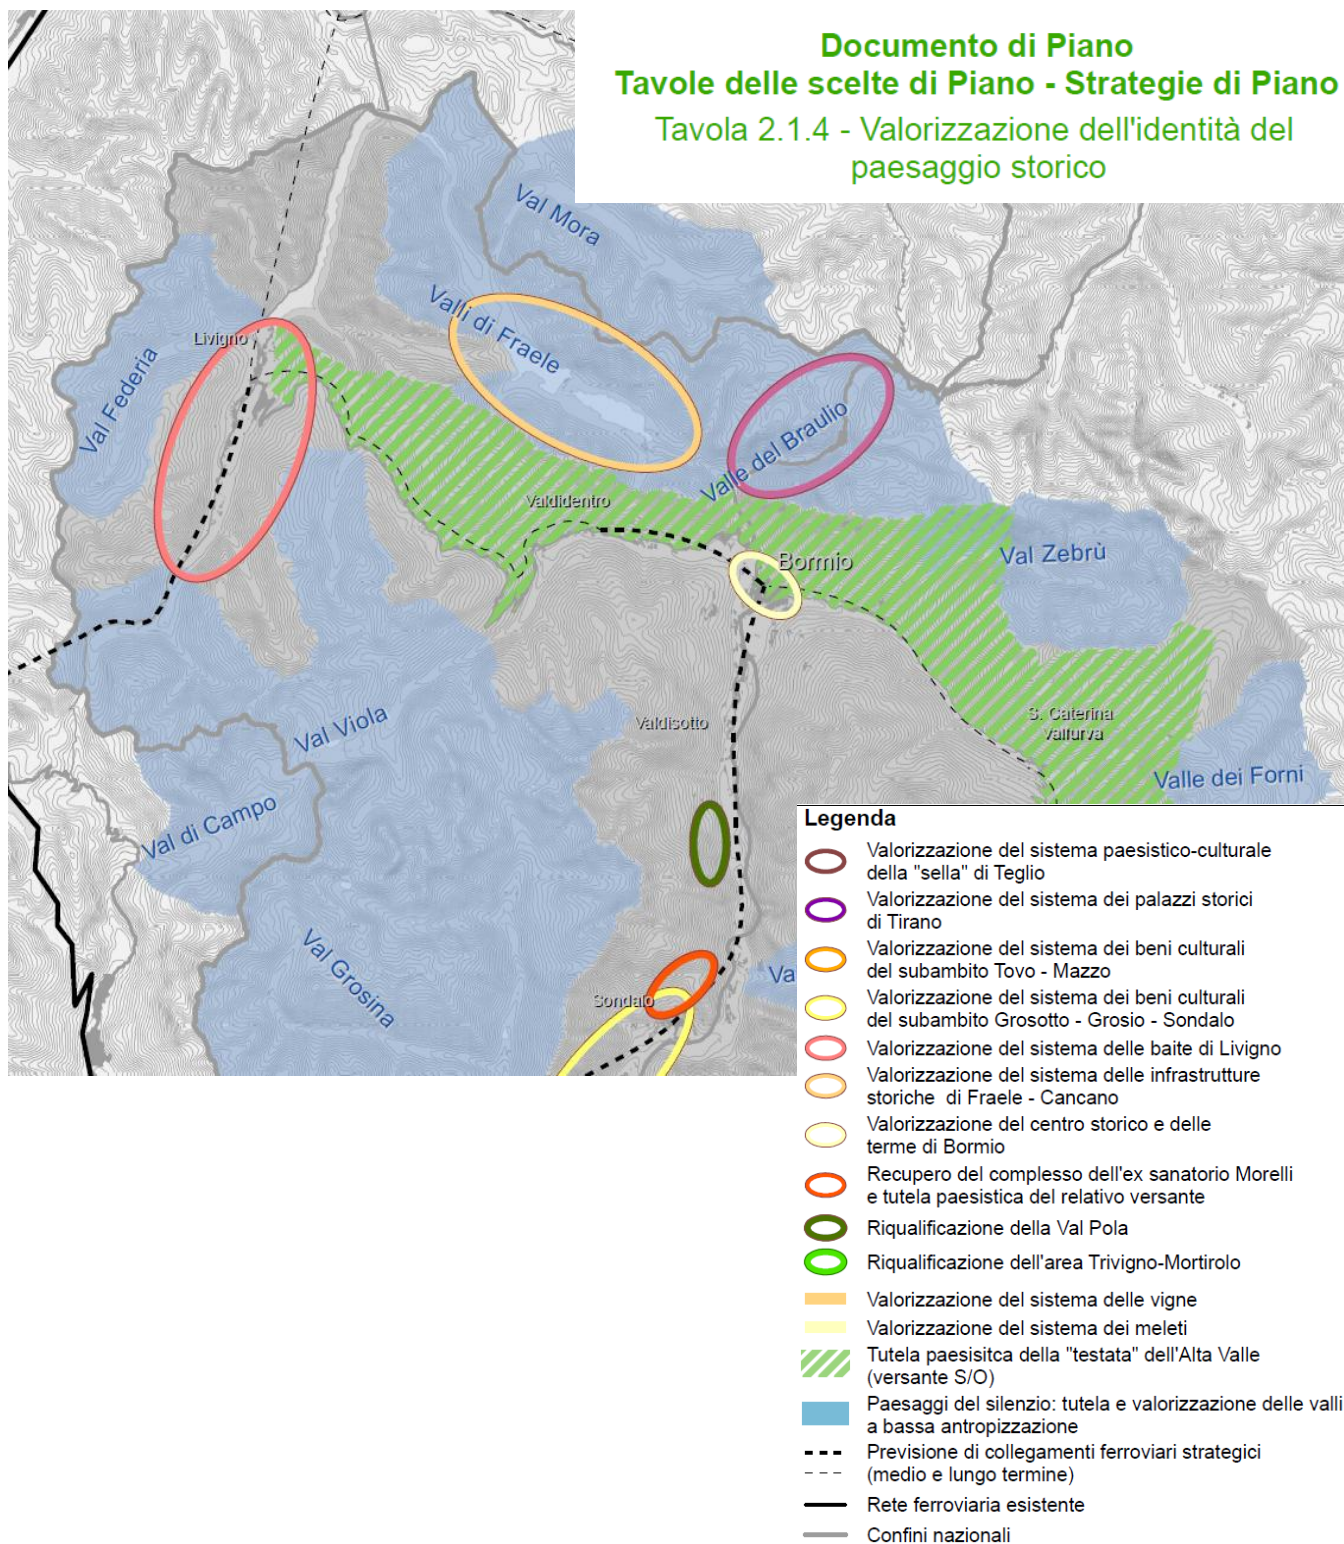 Documento di Piano
Tavole delle scelte di Piano - Strategie di Piano
Tavola 2.1.4 - Valorizzazione dell'identità del
paesaggio storico
Val Mora
Valli di Fraele
Livigno
Val Federia
Valle del Braulio
Valdidentro
Bormio
Val Zebrù
Val Viola
Valdisotto
S. Caterina
Valfurva
Valle dei Forni
Val di Campo
Val Grosina
Sondalo
Va
Legenda
Valorizzazione del sistema paesistico-culturale
della "sella" di Teglio
Valorizzazione del sistema dei palazzi storici
di Tirano
Valorizzazione del sistema dei beni culturali
del subambito Tovo - Mazzo
Valorizzazione del sistema dei beni culturali
del subambito Grosotto - Grosio - Sondalo
Valorizzazione del sistema delle baite di Livigno
Valorizzazione del sistema delle infrastrutture
storiche di Fraele - Cancano
Valorizzazione del centro storico e delle
terme di Bormio
Recupero del complesso dell'ex sanatorio Morelli
e tutela paesistica del relativo versante
Riqualificazione della Val Pola
Riqualificazione dell'area Trivigno-Mortirolo
Valorizzazione del sistema delle vigne
Valorizzazione del sistema dei meleti
Tutela paesisitca della "testata" dell'Alta Valle
(versante S/O)
Paesaggi del silenzio: tutela e valorizzazione delle valli
a bassa antropizzazione
Previsione di collegamenti ferroviari strategici
(medio e lungo termine)
Rete ferroviaria esistente
Confini nazionali